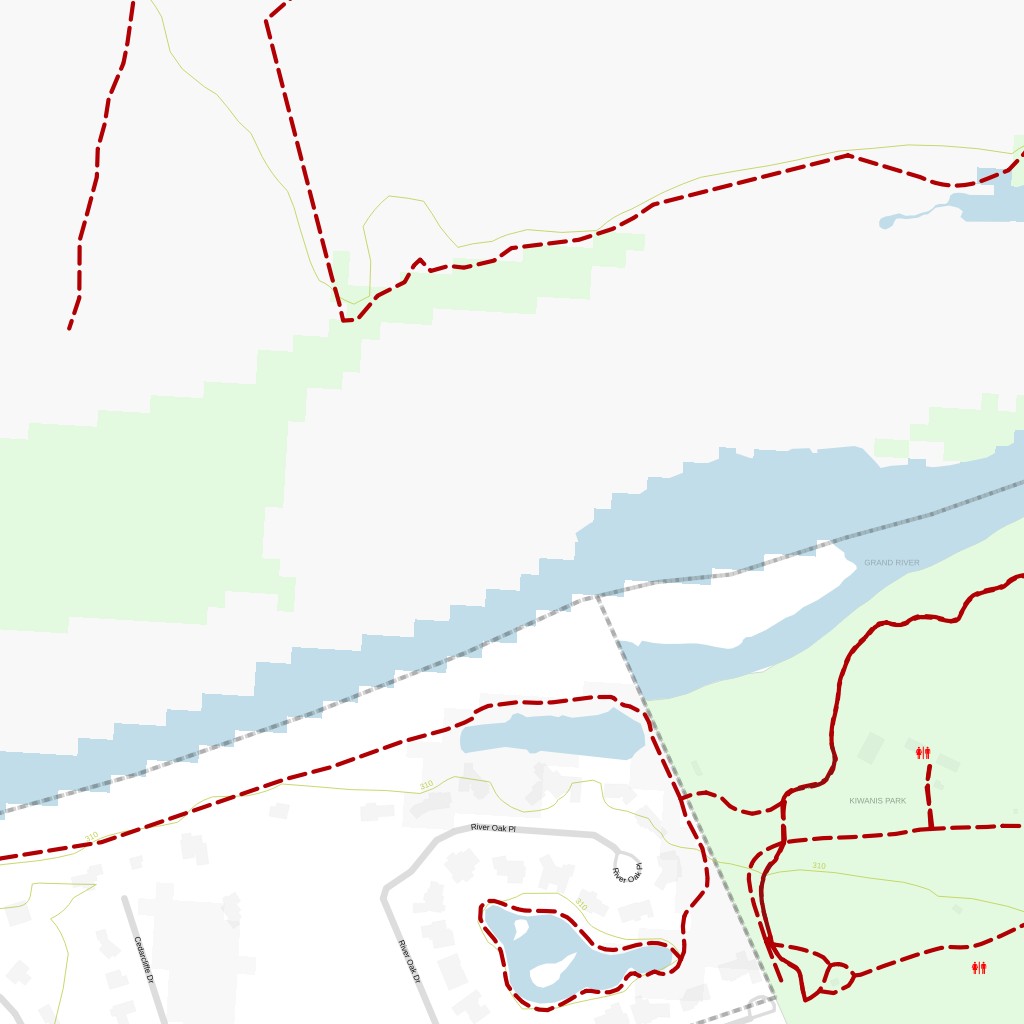 GRAND RIVER
310
KIWANIS PARK
River Oak Pl
310
310
River Oak Pl
310
Cedarcliffe Dr
River Oak Dr